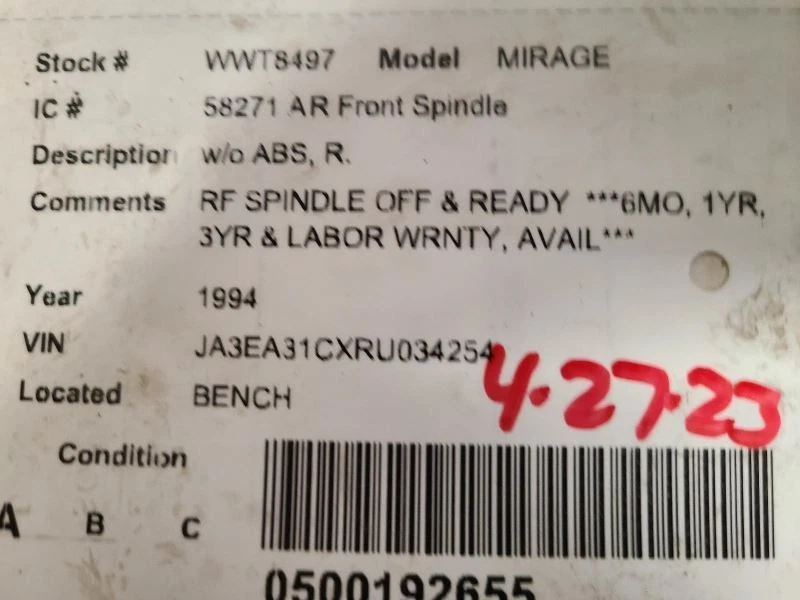 Stock # WWT8497 Model MIRAGE
IC # 58271 AR Front Spindle
Description w/o ABS, R.
Comments RF SPINDLE OFF & READY ***6MO, 1YR,
3YR & LABOR WRNTY, AVAIL***
Year 1994
VIN JA3EA31CXRU034254
Located BENCH
4.27.23
Condition
A B C
0500192655